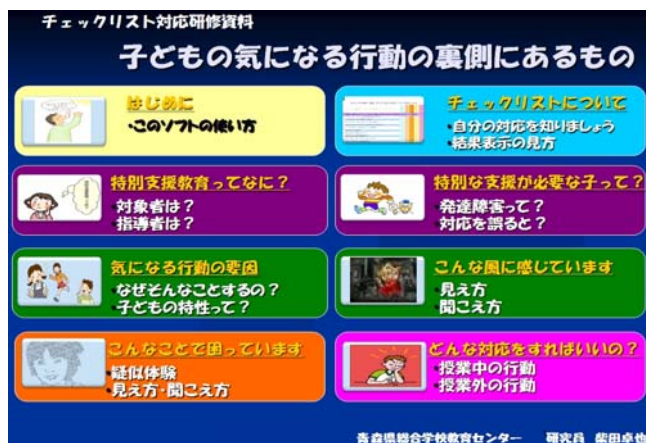 チェックリスト対応研修資料
子どもの気になる行動の裏側にあるもの
はじめに
・このソフトの使い方
チェックリストについて
・自分の対応を知りましょう
・結果表示の見方
特別支援教育ってなに？
・対象者は？
・指導者は？
特別な支援が必要な子って？
・発達障害って？
・対応を誤ると？
気になる行動の要因
・なぜそんなことするの？
・子どもの特性って？
こんな風に感じています
・見え方
・聞こえ方
こんなことで困っています
・疑似体験
・見え方・聞こえ方
どんな対応をすればいいの？
・授業中の行動
・授業外の行動
青森県総合学校教育センター　研究員　柴田卓也